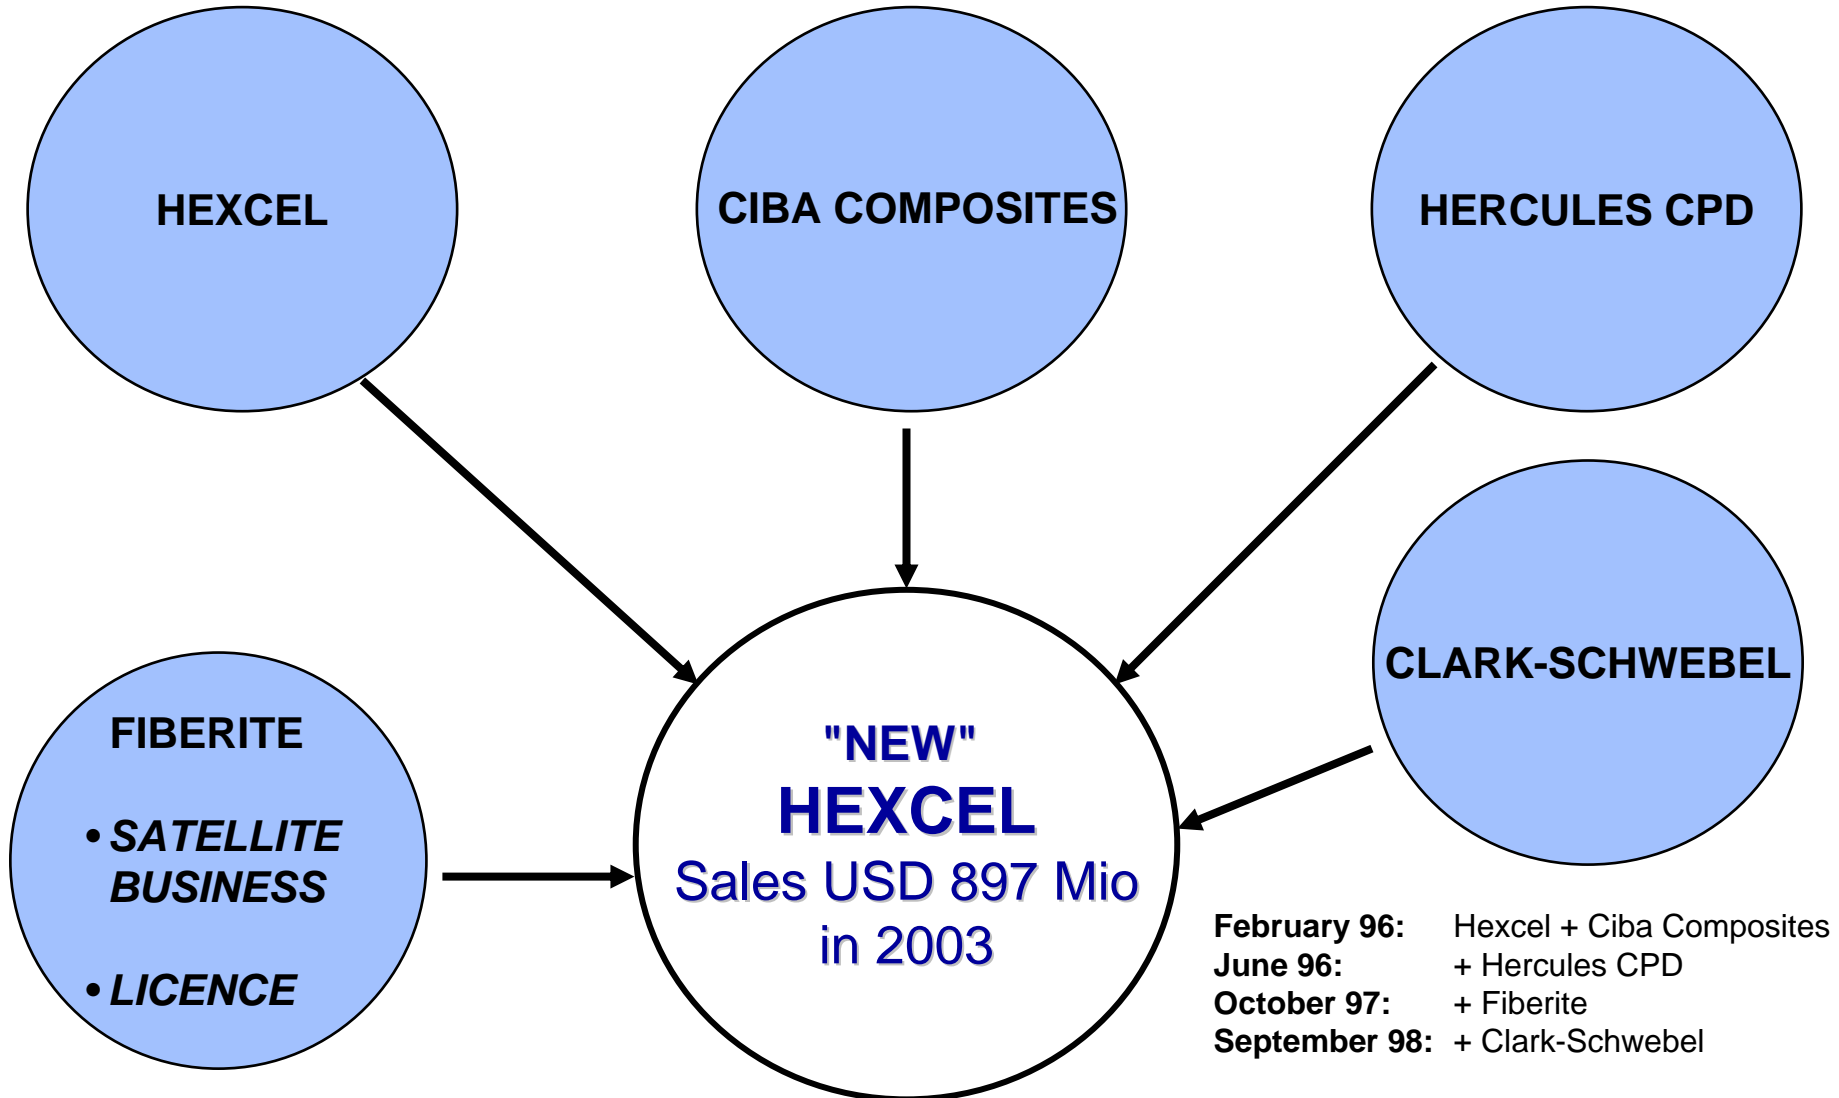 HEXCEL
CIBA COMPOSITES
HERCULES CPD
CLARK-SCHWEBEL
FIBERITE
• SATELLITE
BUSINESS
• LICENCE
"NEW"
HEXCEL
Sales USD 897 Mio
in 2003
February 96: Hexcel + Ciba Composites
June 96: + Hercules CPD
October 97: + Fiberite
September 98: + Clark-Schwebel